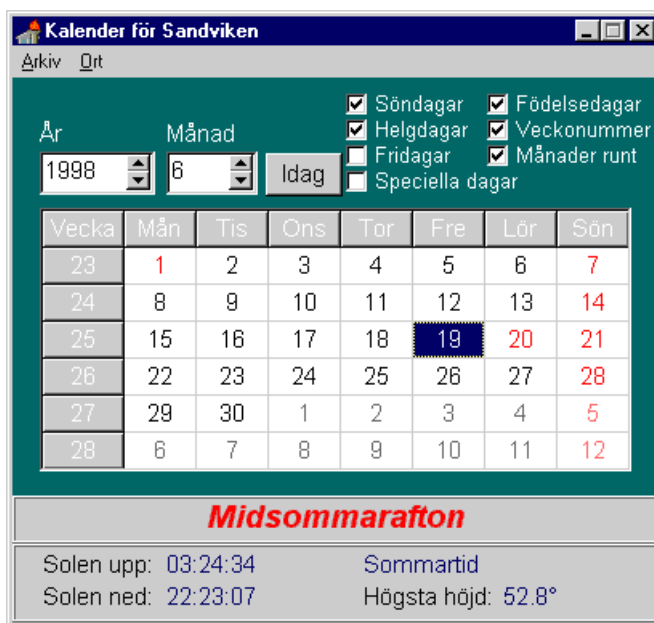 Kalender för Sandviken
Arkiv Ort
År Månad
1998 6 Idag
Söndagar Födelsedagar
Helgdagar Veckonummer
Fridagar Månader runt
Speciella dagar
Vecka Mån Tis Ons Tor Fre Lör Sön
23 1 2 3 4 5 6 7
24 8 9 10 11 12 13 14
25 15 16 17 18 19 20 21
26 22 23 24 25 26 27 28
27 29 30 1 2 3 4 5
28 6 7 8 9 10 11 12
Midsommarafton
Solen upp: 03:24:34 Sommartid
Solen ned: 22:23:07 Högsta höjd: 52.8°